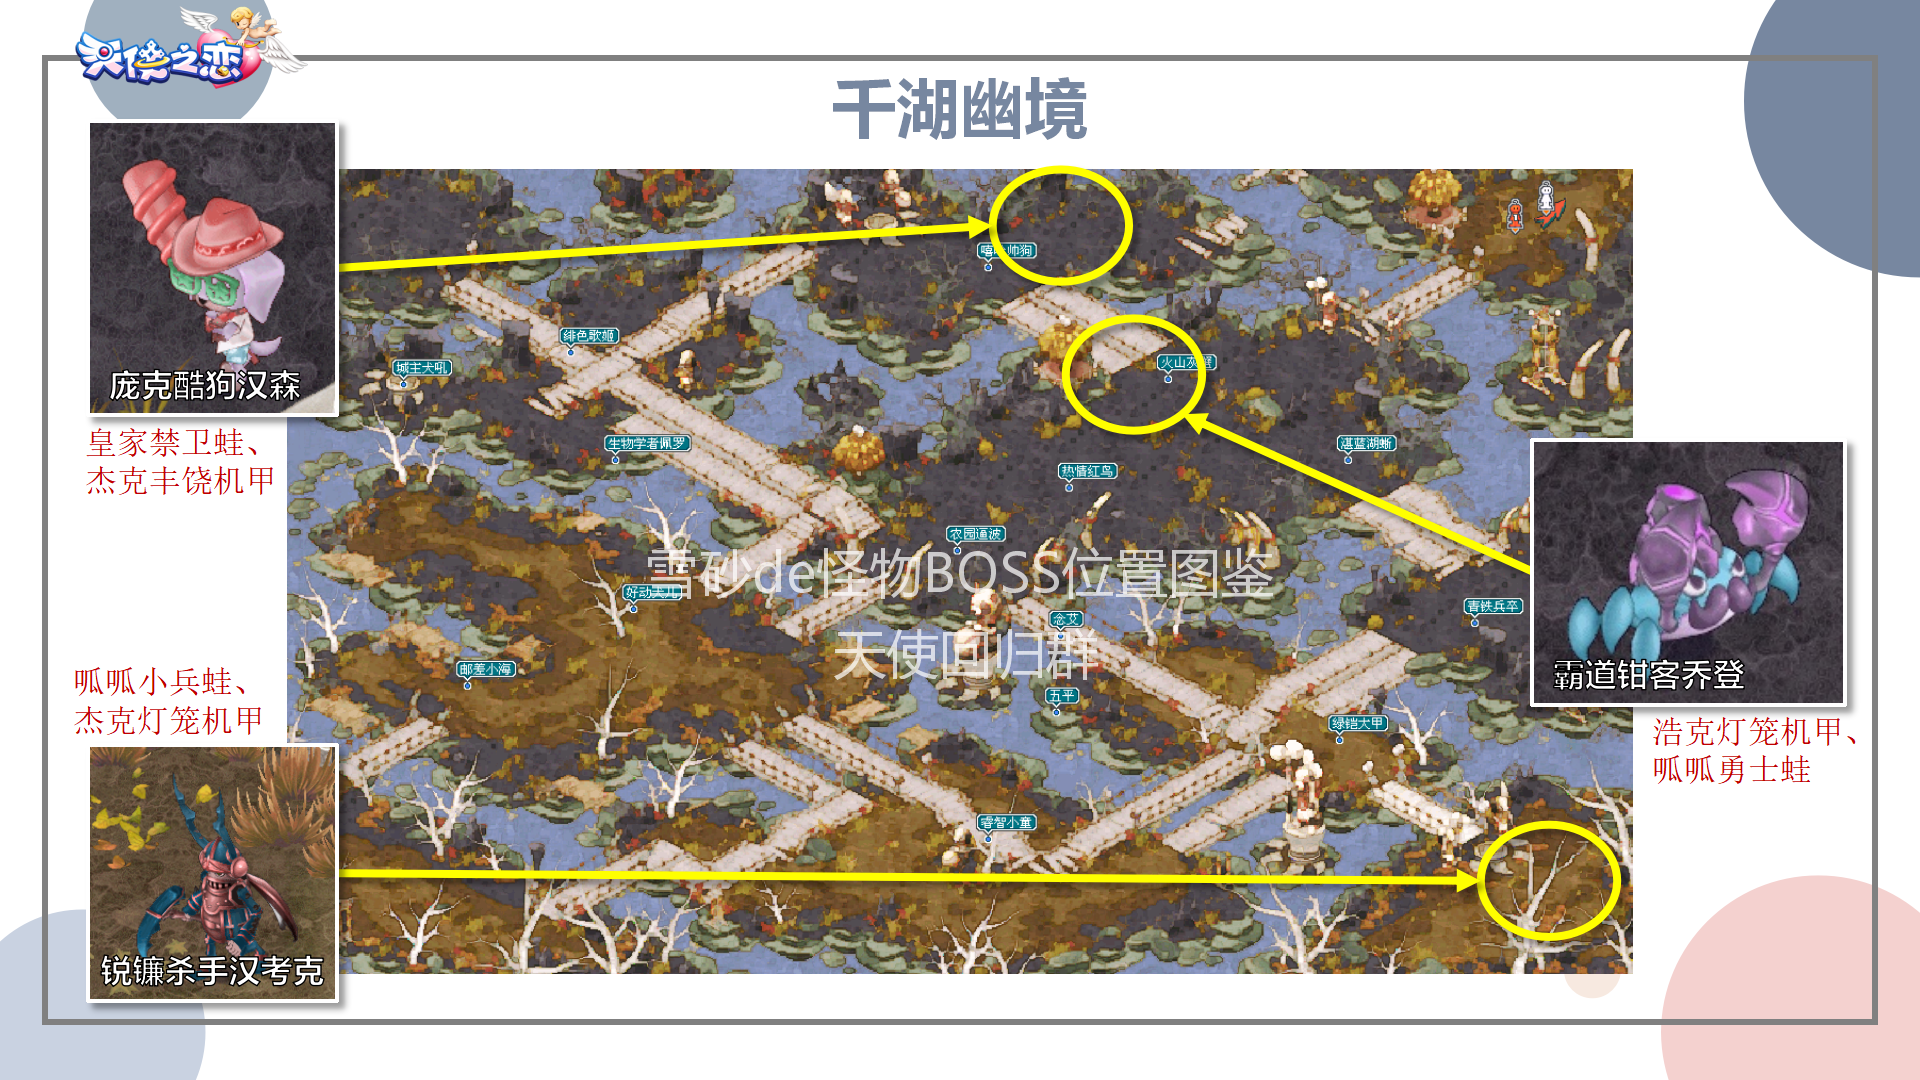 天使之恋
千湖幽境
庞克酷狗汉森
皇家禁卫蛙、
杰克丰饶机甲
呱呱小兵蛙、
杰克灯笼机甲
锐镰杀手汉考克
霸道钳客乔登
浩克灯笼机甲、
呱呱勇士蛙
帅狗
绯色歌姬
城主犬吼
火山灰蟹
生物学者佩罗
湛蓝湖蜥
热情红鸟
农园逼波
好动美儿
念艾
青铁兵卒
邮差小海
五平
绿铠大甲
睿智小童
雪砂de怪物BOSS位置图鉴
天使回归群